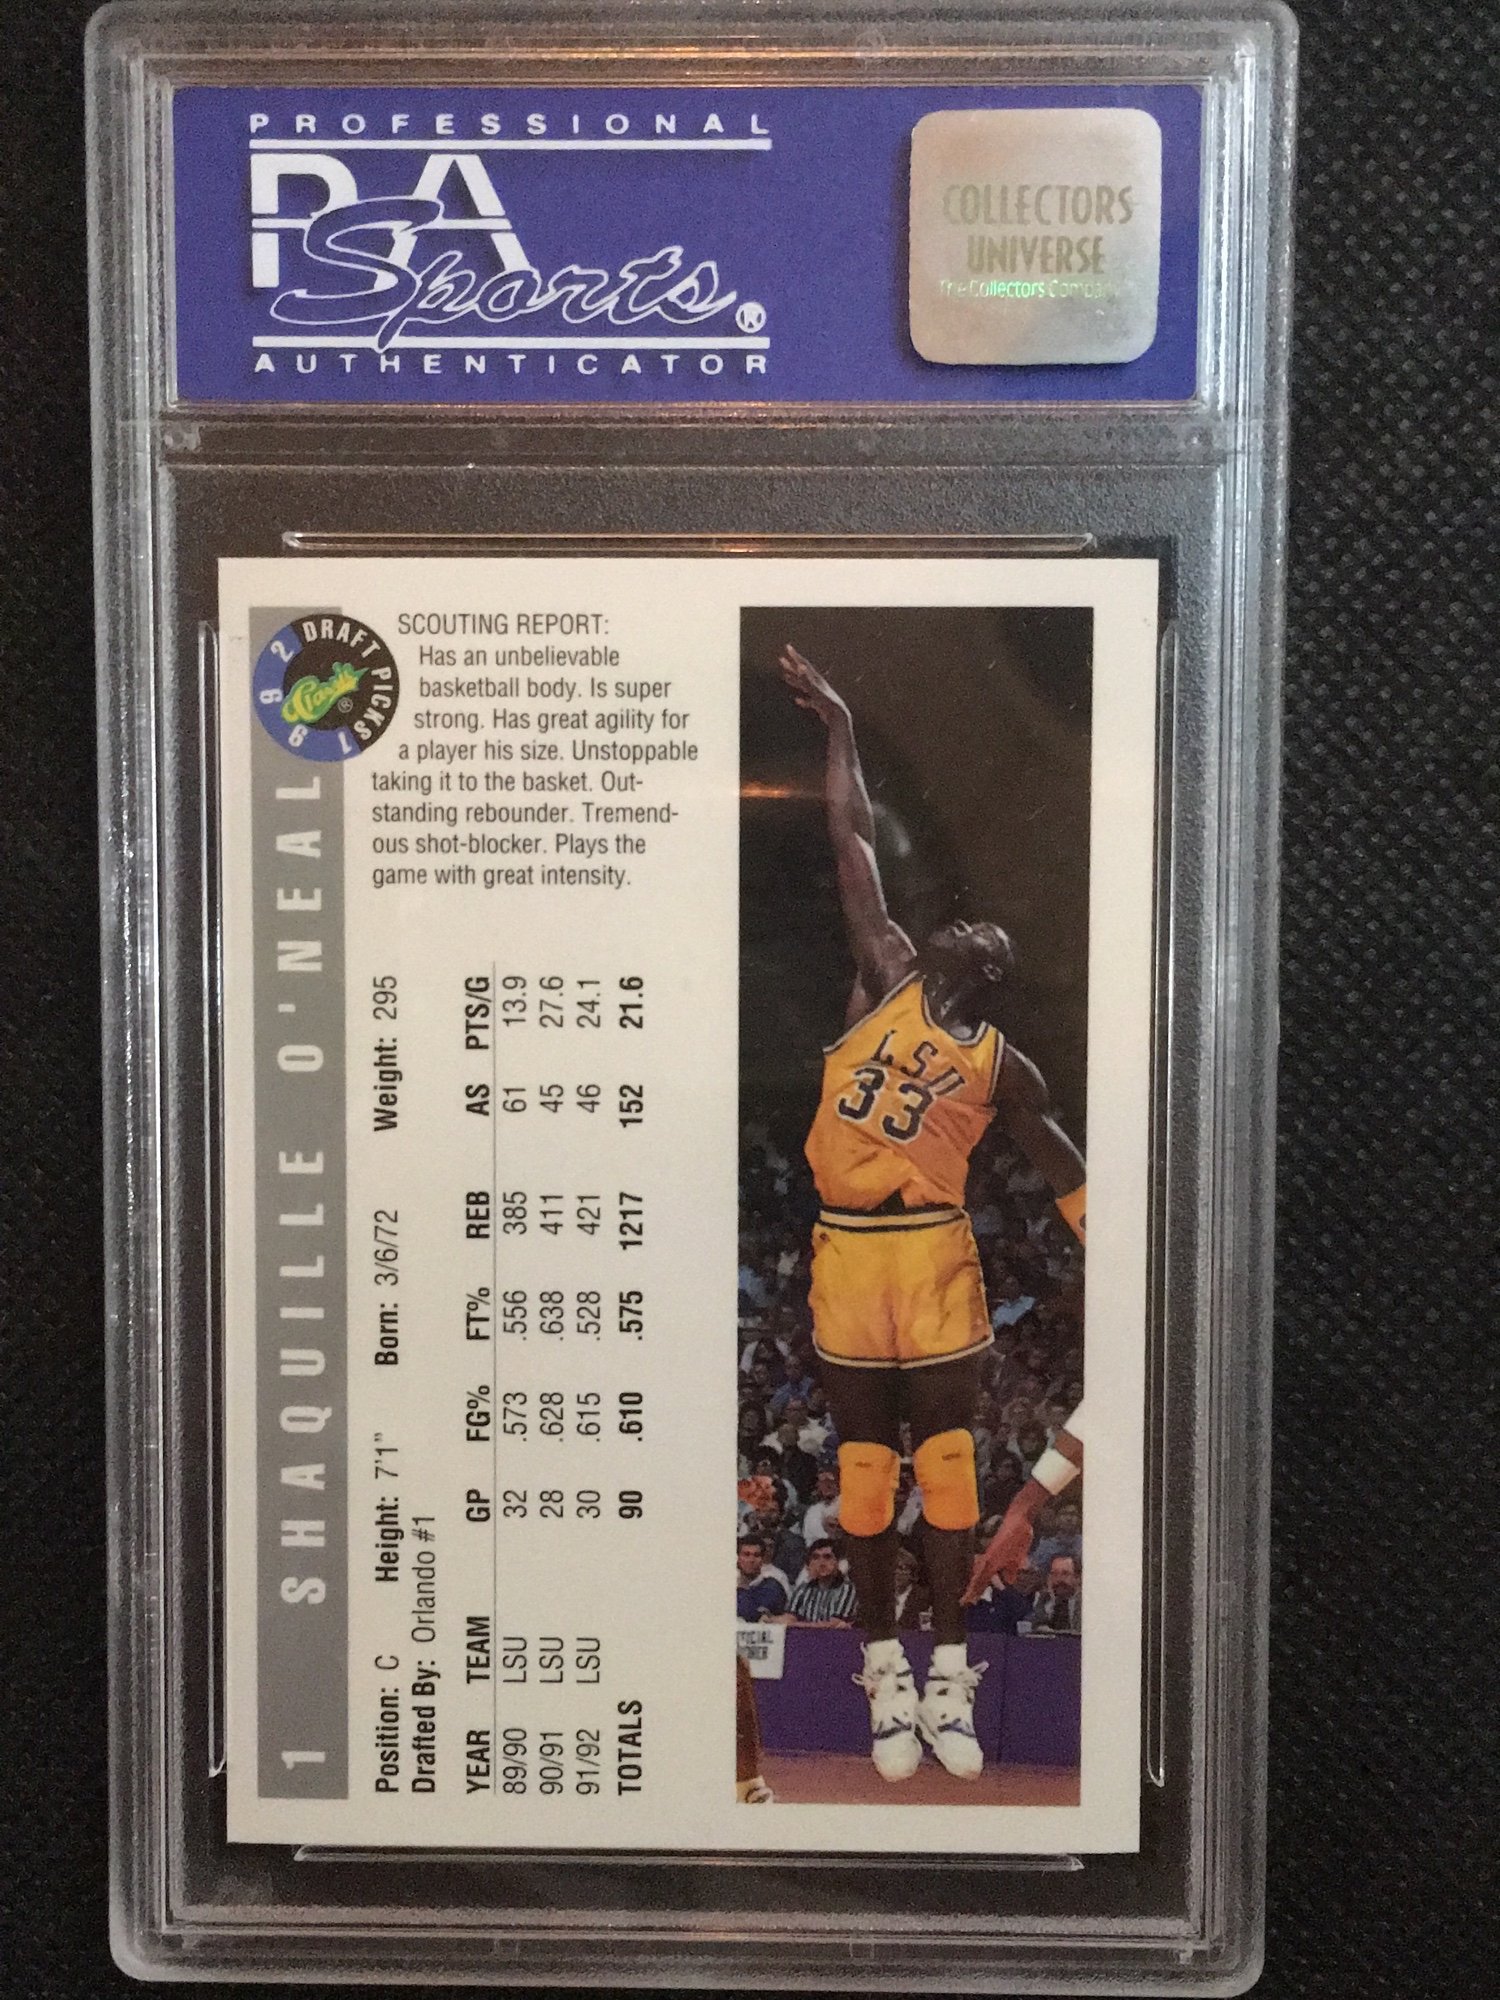 PROFESSIONAL
PSA
Sports®
AUTHENTICATOR
COLLECTORS
UNIVERSE
The Collectors Company
1992 DRAFT PICKS
Classic®
1 SHAQUILLE O'NEAL
SCOUTING REPORT:
Has an unbelievable
basketball body. Is super
strong. Has great agility for
a player his size. Unstoppable
taking it to the basket. Out-
standing rebounder. Tremend-
ous shot-blocker. Plays the
game with great intensity.
Position: C Height: 7'1" Born: 3/6/72 Weight: 295
Drafted By: Orlando #1
YEAR TEAM GP FG% FT% REB AS PTS/G
89/90 LSU 32 .573 .556 385 61 13.9
90/91 LSU 28 .628 .638 411 45 27.6
91/92 LSU 30 .615 .528 421 46 24.1
TOTALS 90 .610 .575 1217 152 21.6
LSU
33